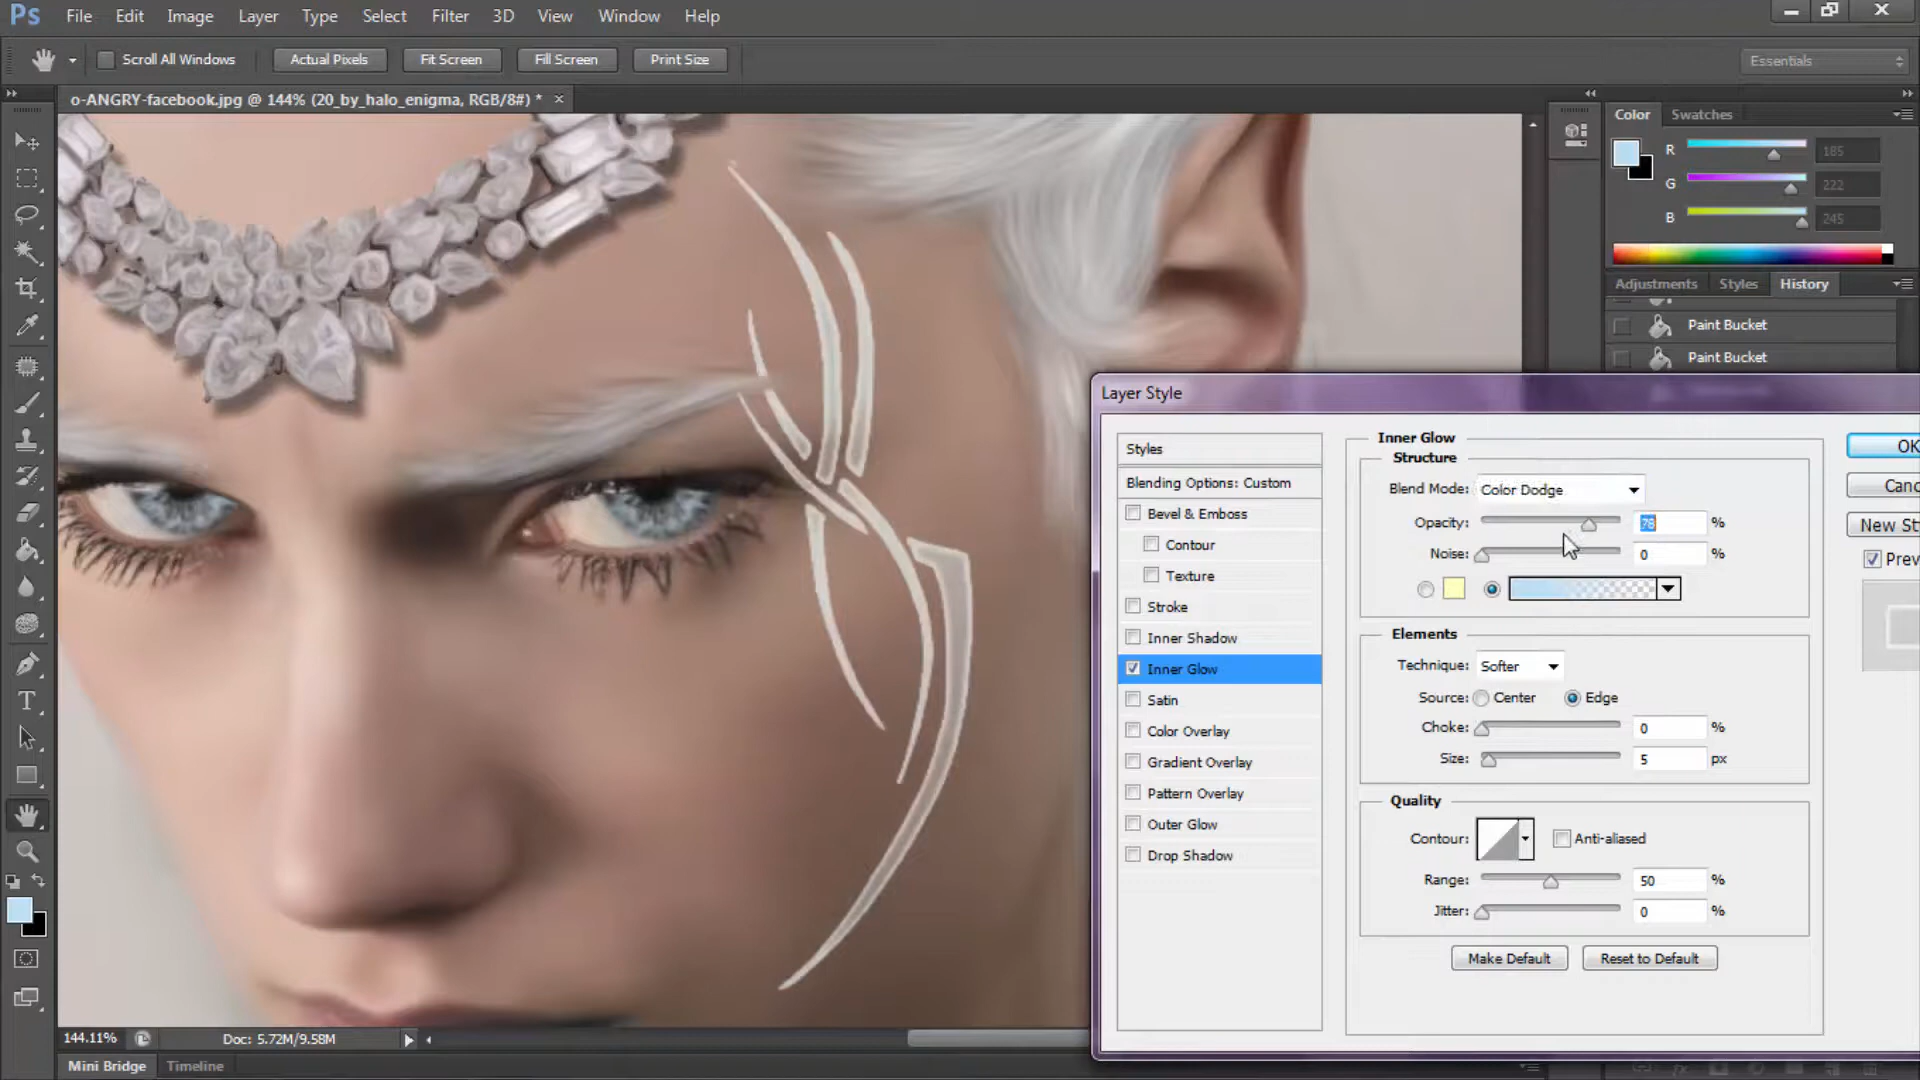 Ps File Edit Image Layer Type Select Filter 3D View Window Help
Scroll All Windows Actual Pixels Fit Screen Fill Screen Print Size Essentials
o-ANGRY-facebook.jpg @ 144% (20_by_halo_enigma, RGB/8#) * ×
Color Swatches
R 185
G 222
B 245
Adjustments Styles History
Paint Bucket
Paint Bucket
Layer Style
Styles
Blending Options: Custom
Bevel & Emboss
Contour
Texture
Stroke
Inner Shadow
Inner Glow
Satin
Color Overlay
Gradient Overlay
Pattern Overlay
Outer Glow
Drop Shadow
Inner Glow
Structure
Blend Mode: Color Dodge
Opacity: 78 %
Noise: 0 %
Elements
Technique: Softer
Source: Center Edge
Choke: 0 %
Size: 5 px
Quality
Contour: Anti-aliased
Range: 50 %
Jitter: 0 %
Make Default Reset to Default
OK
Canc
New St
Prev
144.11% Doc: 5.72M/9.58M
Mini Bridge Timeline